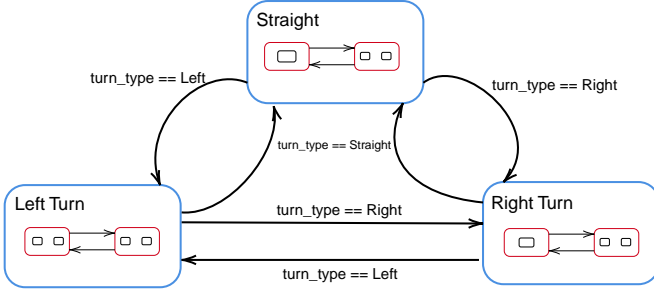 Straight
turn_type == Left
turn_type == Right
turn_type == Straight
Left Turn
turn_type == Right
Right Turn
turn_type == Left